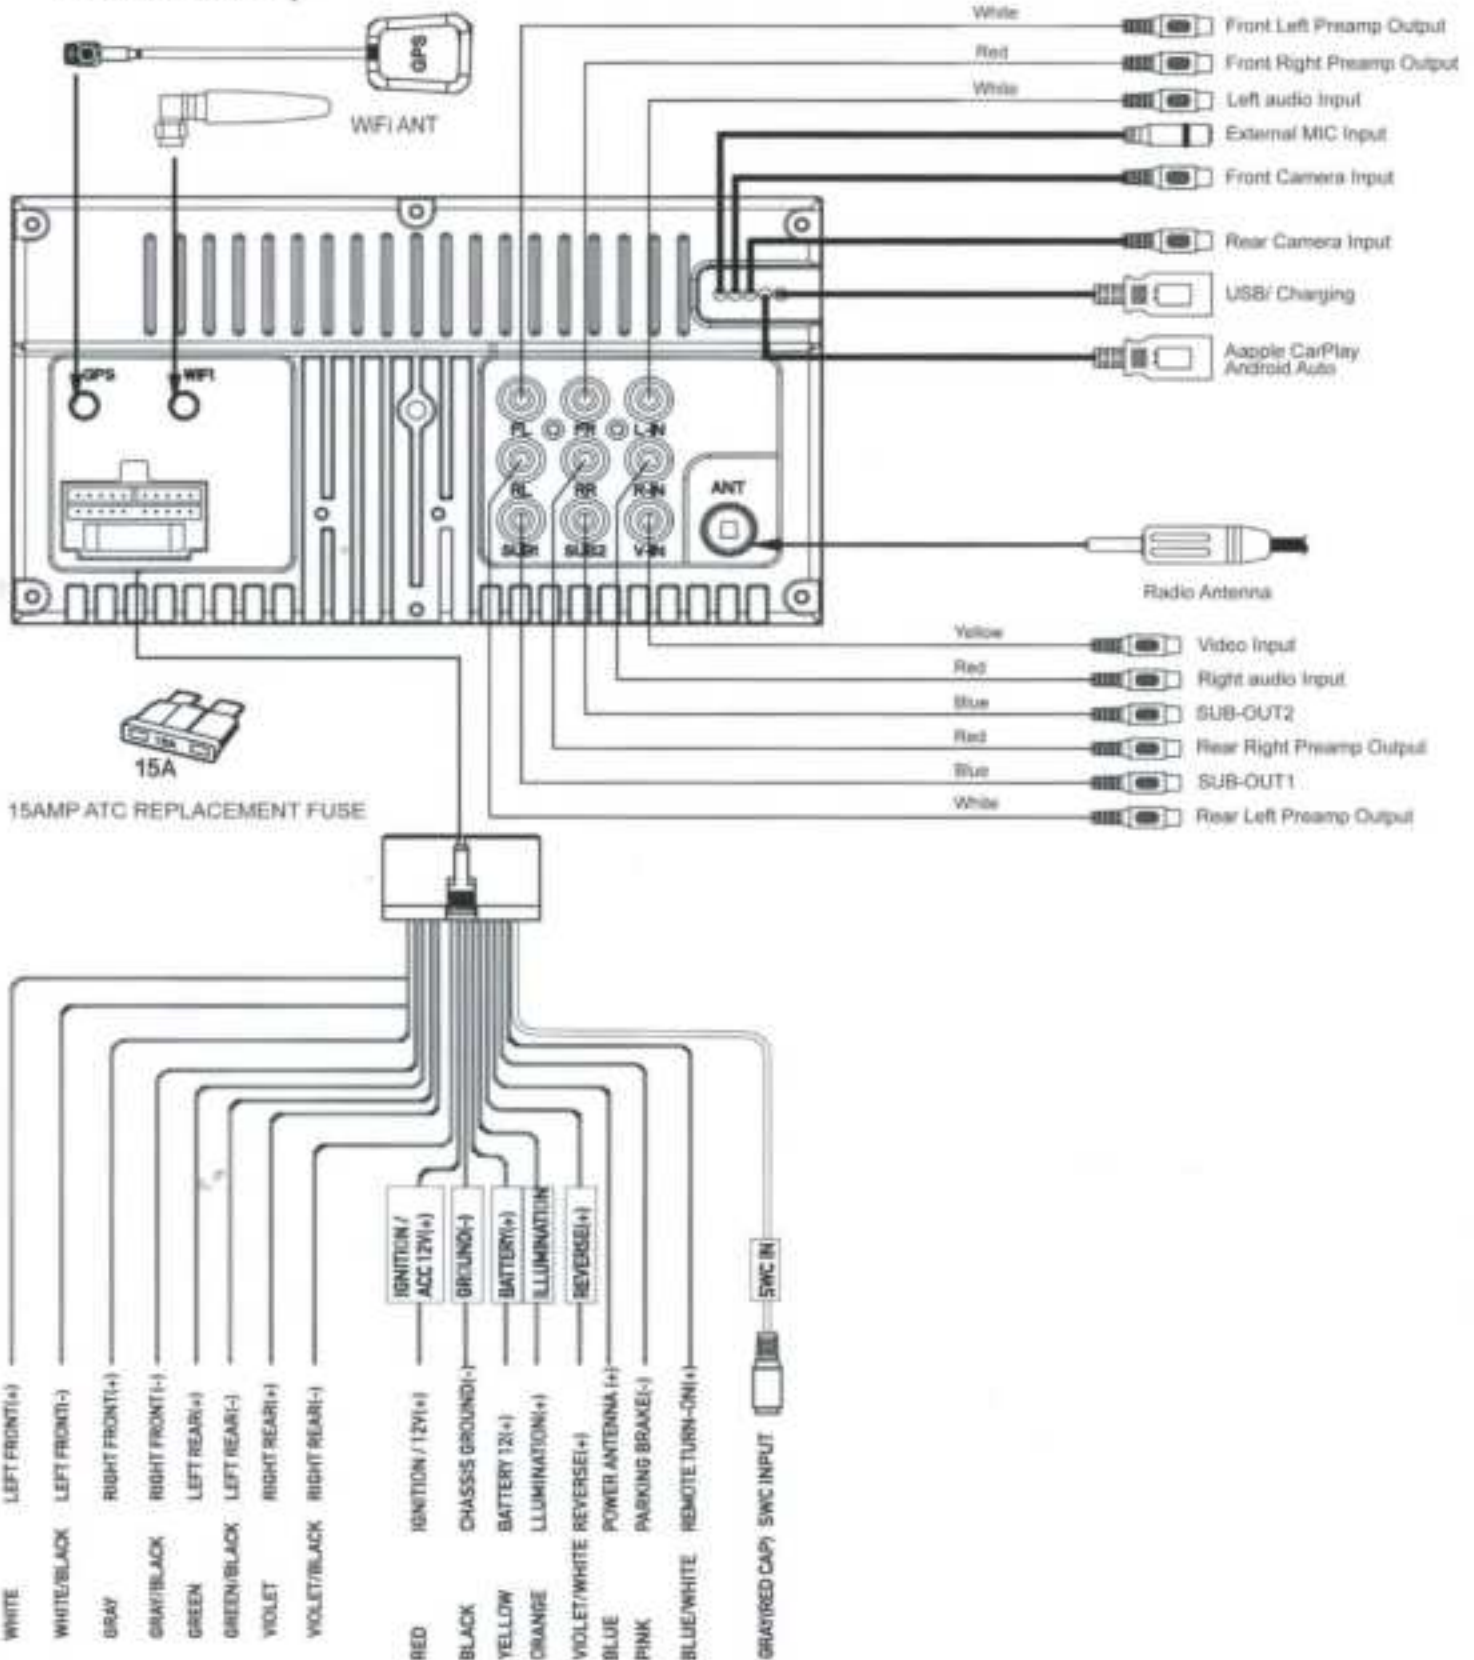 GPS
WiFi ANT
White
Front Left Preamp Output
Red
Front Right Preamp Output
White
Left audio Input
External MIC Input
Front Camera Input
Rear Camera Input
USB/ Charging
Aapple CarPlay
Android Auto
GPS
WIFI
FL
FR
L-IN
RL
RR
R-IN
SUB1
SUB2
V-IN
ANT
Radio Antenna
Yellow
Video Input
Red
Right audio Input
Blue
SUB-OUT2
Red
Rear Right Preamp Output
Blue
SUB-OUT1
White
Rear Left Preamp Output
15A
15A
15AMP ATC REPLACEMENT FUSE
IGNITION /
ACC 12V(+)
GROUND(-)
BATTERY(+)
ILLUMINATION
REVERSE(+)
SWC IN
WHITE LEFT FRONT(+)
WHITE/BLACK LEFT FRONT(-)
GRAY RIGHT FRONT(+)
GRAY/BLACK RIGHT FRONT(-)
GREEN LEFT REAR(+)
GREEN/BLACK LEFT REAR(-)
VIOLET RIGHT REAR(+)
VIOLET/BLACK RIGHT REAR(-)
RED IGNITION / 12V(+)
BLACK CHASSIS GROUND(-)
YELLOW BATTERY 12(+)
ORANGE LLUMINATION(+)
VIOLET/WHITE REVERSE(+)
BLUE POWER ANTENNA (+)
PINK PARKING BRAKE(-)
BLUE/WHITE REMOTE TURN-ON(+)
GRAY(RED CAP) SWC INPUT